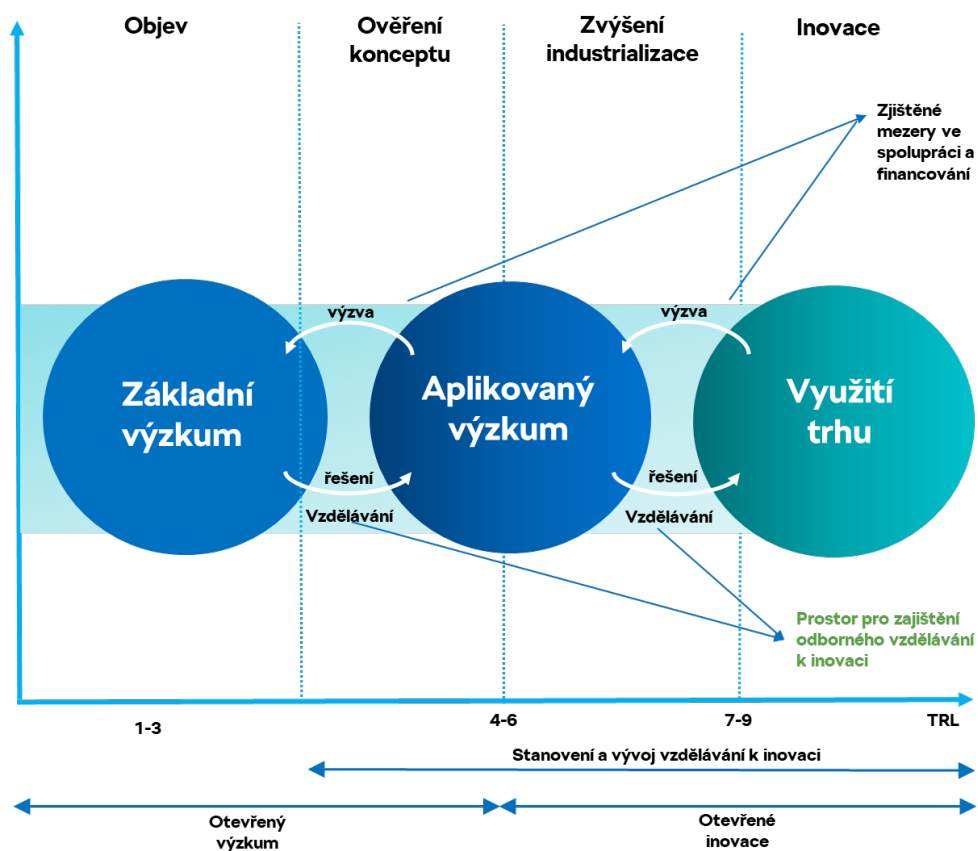 Objev
Ověření
konceptu
Zvýšení
industrializace
Inovace
Zjištěné
mezery ve
spolupráci a
financování
výzva
výzva
Základní
výzkum
Aplikovaný
výzkum
Využití
trhu
řešení
řešení
Vzdělávání
Vzdělávání
Prostor pro zajištění
odborného vzdělávání
k inovaci
1-3
4-6
7-9
TRL
Stanovení a vývoj vzdělávání k inovaci
Otevřený
výzkum
Otevřené
inovace